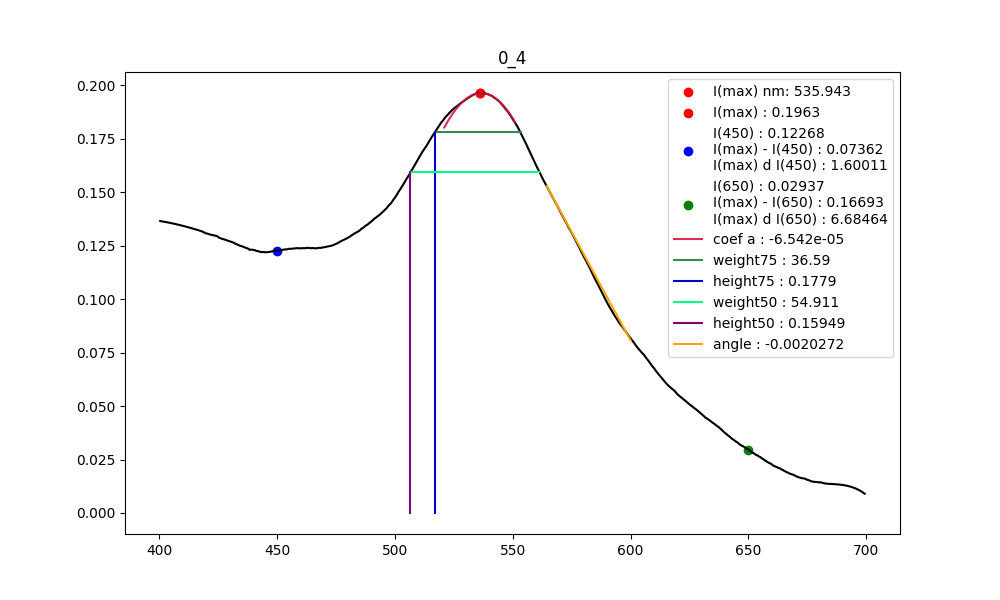 0_4
0.200
0.175
0.150
0.125
0.100
0.075
0.050
0.025
0.000
400 450 500 550 600 650 700
I(max) nm: 535.943
I(max) : 0.1963
I(450) : 0.12268
I(max) - I(450) : 0.07362
I(max) d I(450) : 1.60011
I(650) : 0.02937
I(max) - I(650) : 0.16693
I(max) d I(650) : 6.68464
coef a : -6.542e-05
weight75 : 36.59
height75 : 0.1779
weight50 : 54.911
height50 : 0.15949
angle : -0.0020272